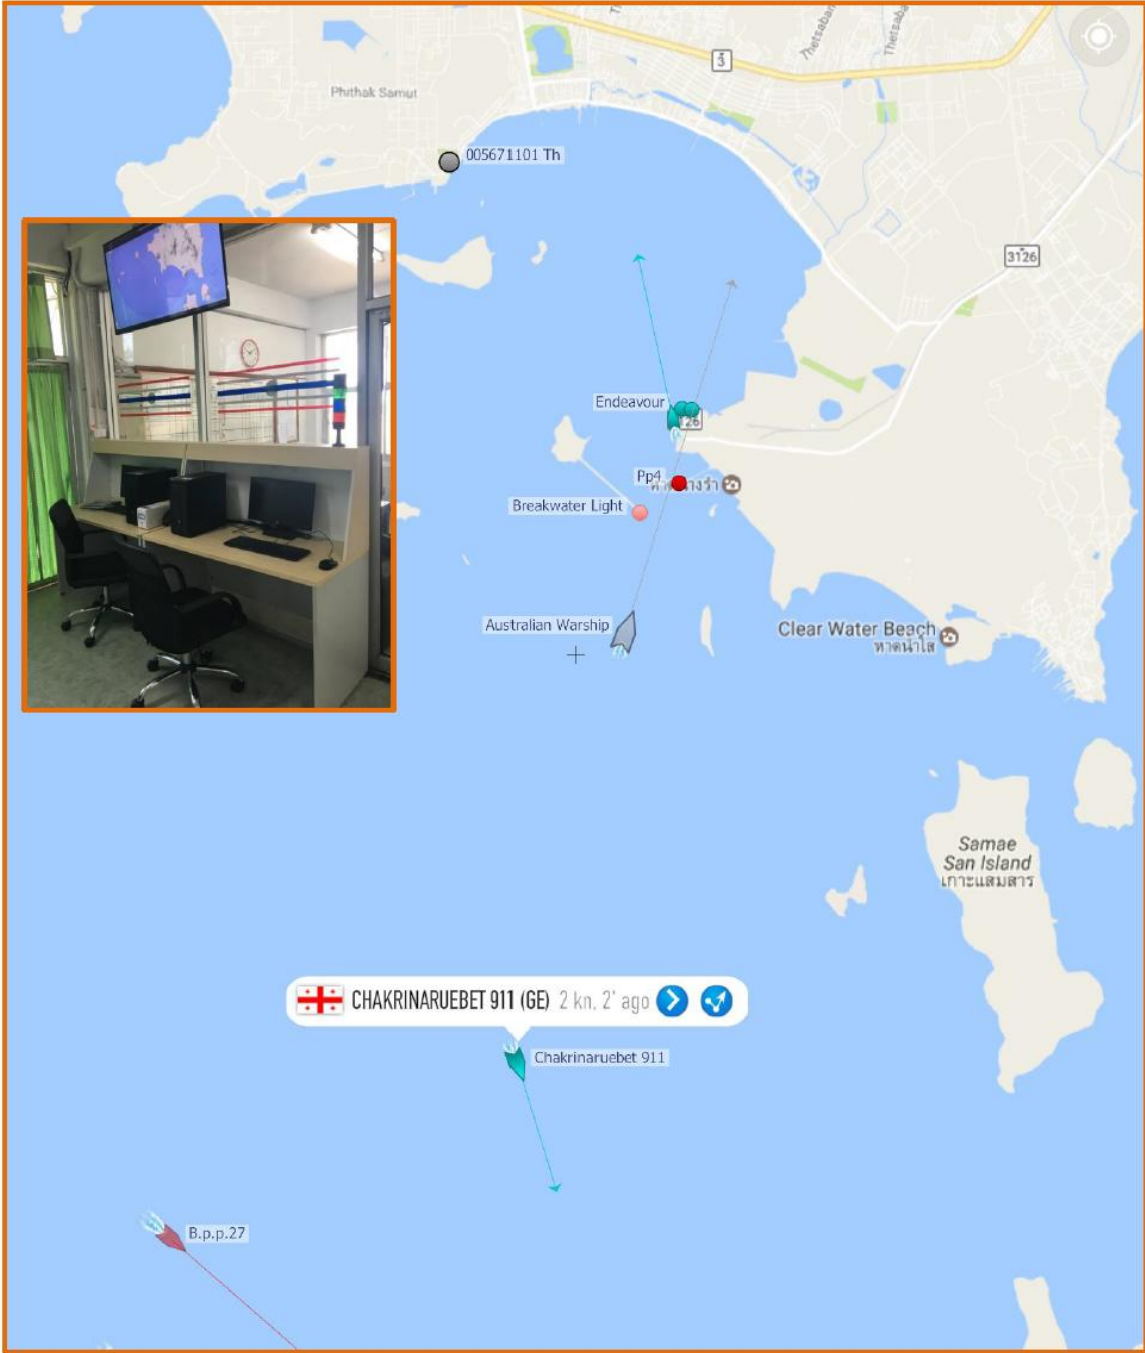 Thetsaban
Thetsaba
3
Phithak Samut
005671101 Th
3126
Endeavour
126
Pp4
Breakwater Light
Australian Warship
Clear Water Beach
หาดน้ำใส
Samae
San Island
เกาะแสมสาร
CHAKRINARUEBET 911 (GE) 2 kn, 2' ago
Chakrinaruebet 911
B.p.p.27